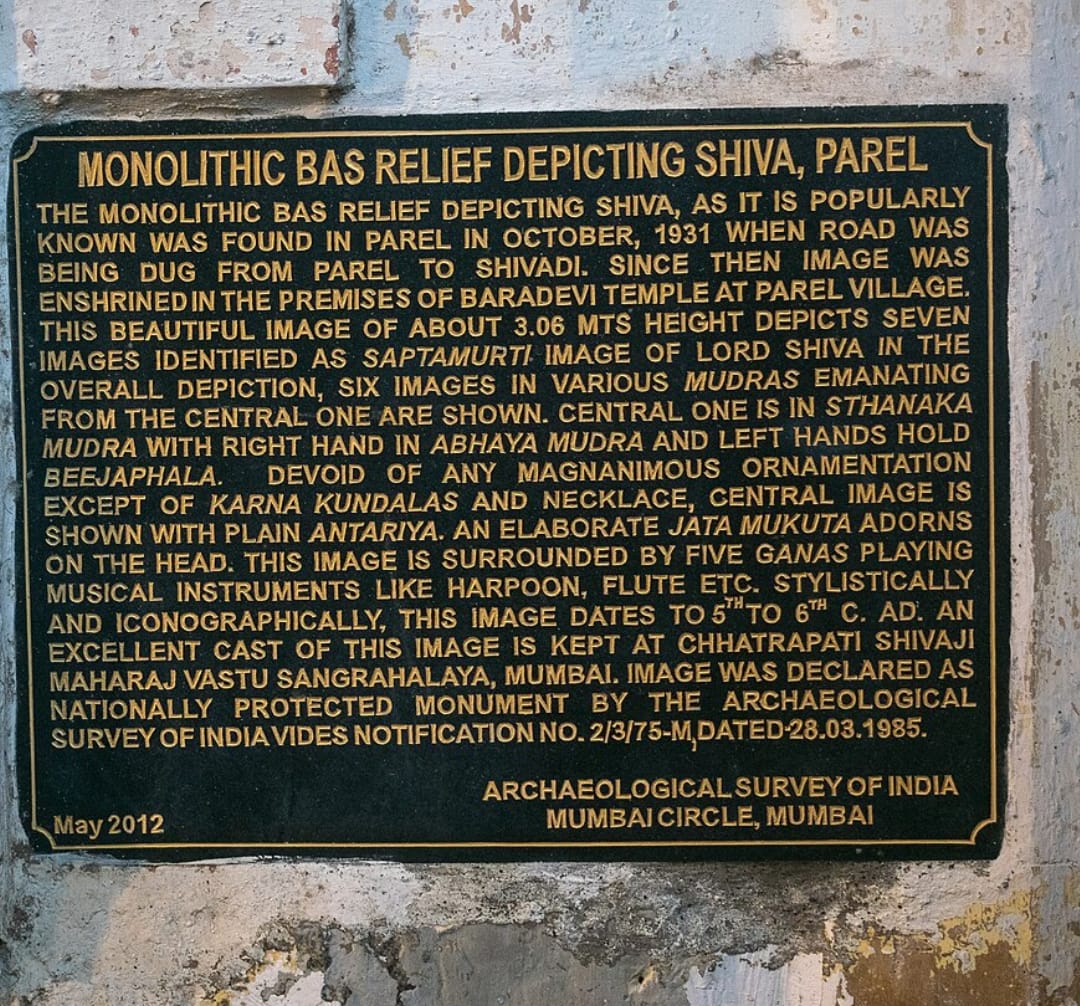 MONOLITHIC BAS RELIEF DEPICTING SHIVA, PAREL
THE MONOLITHIC BAS RELIEF DEPICTING SHIVA, AS IT IS POPULARLY
KNOWN WAS FOUND IN PAREL IN OCTOBER, 1931 WHEN ROAD WAS
BEING DUG FROM PAREL TO SHIVADI. SINCE THEN IMAGE WAS
ENSHRINED IN THE PREMISES OF BARADEVI TEMPLE AT PAREL VILLAGE.
THIS BEAUTIFUL IMAGE OF ABOUT 3.06 MTS HEIGHT DEPICTS SEVEN
IMAGES IDENTIFIED AS SAPTAMURTI IMAGE OF LORD SHIVA IN THE
OVERALL DEPICTION, SIX IMAGES IN VARIOUS MUDRAS EMANATING
FROM THE CENTRAL ONE ARE SHOWN. CENTRAL ONE IS IN STHANAKA
MUDRA WITH RIGHT HAND IN ABHAYA MUDRA AND LEFT HANDS HOLD
BEEJAPHALA. DEVOID OF ANY MAGNANIMOUS ORNAMENTATION
EXCEPT OF KARNA KUNDALAS AND NECKLACE, CENTRAL IMAGE IS
SHOWN WITH PLAIN ANTARIYA. AN ELABORATE JATA MUKUTA ADORNS
ON THE HEAD. THIS IMAGE IS SURROUNDED BY FIVE GANAS PLAYING
MUSICAL INSTRUMENTS LIKE HARPOON, FLUTE ETC. STYLISTICALLY
AND ICONOGRAPHICALLY, THIS IMAGE DATES TO 5TH TO 6TH C. AD. AN
EXCELLENT CAST OF THIS IMAGE IS KEPT AT CHHATRAPATI SHIVAJI
MAHARAJ VASTU SANGRAHALAYA, MUMBAI. IMAGE WAS DECLARED AS
NATIONALLY PROTECTED MONUMENT BY THE ARCHAEOLOGICAL
SURVEY OF INDIA VIDES NOTIFICATION NO. 2/3/75-M, DATED-28.03.1985.
ARCHAEOLOGICAL SURVEY OF INDIA
MUMBAI CIRCLE, MUMBAI
May 2012